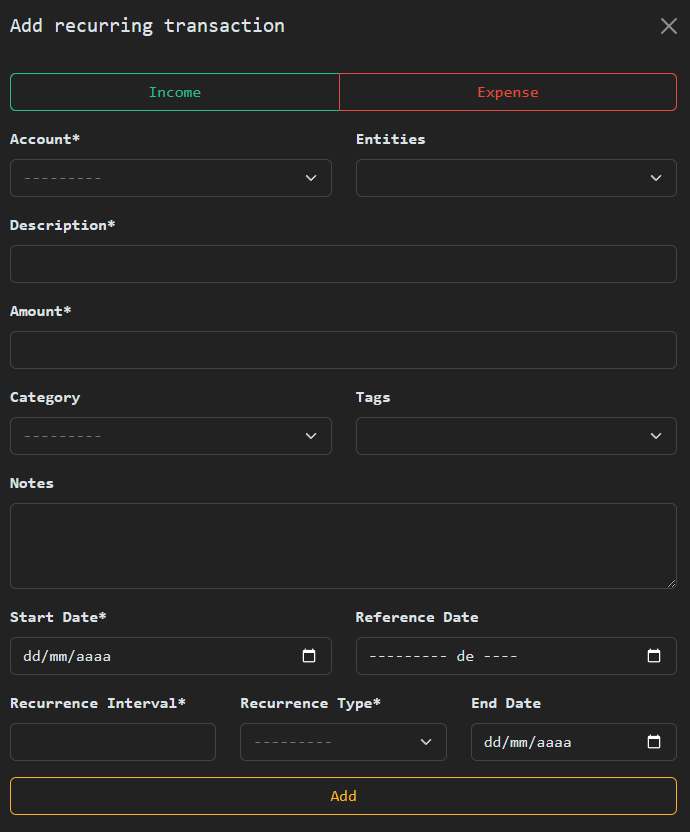 Add recurring transaction
Income Expense
Account* Entities
---------
Description*
Amount*
Category Tags
---------
Notes
Start Date* Reference Date
dd/mm/aaaa --------- de ----
Recurrence Interval* Recurrence Type* End Date
--------- dd/mm/aaaa
Add